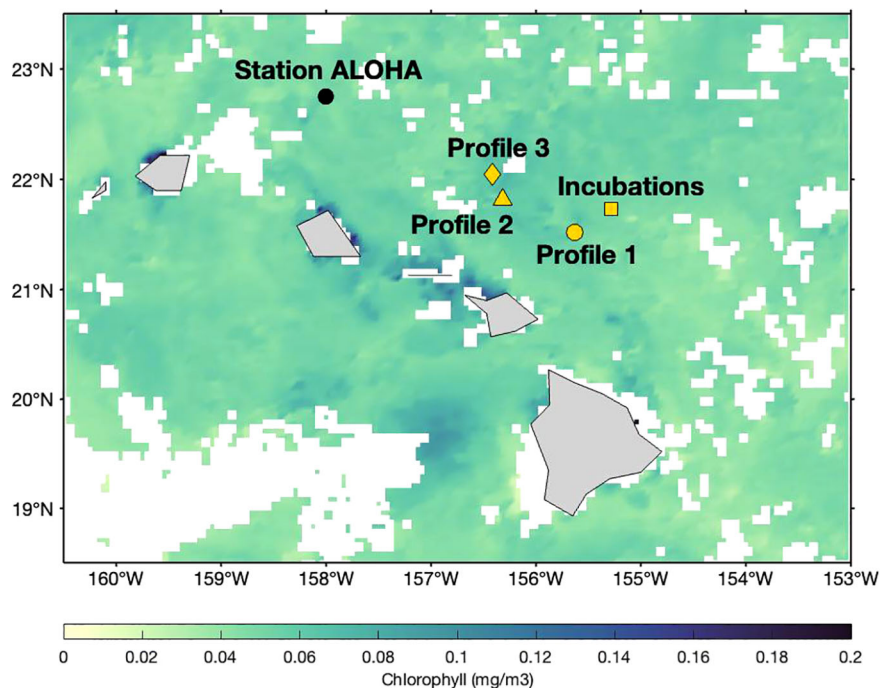 23°N
Station ALOHA
Profile 3
22°N
Incubations
Profile 2
Profile 1
21°N
20°N
19°N
160°W 159°W 158°W 157°W 156°W 155°W 154°W 153°W
0 0.02 0.04 0.06 0.08 0.1 0.12 0.14 0.16 0.18 0.2
Chlorophyll (mg/m3)